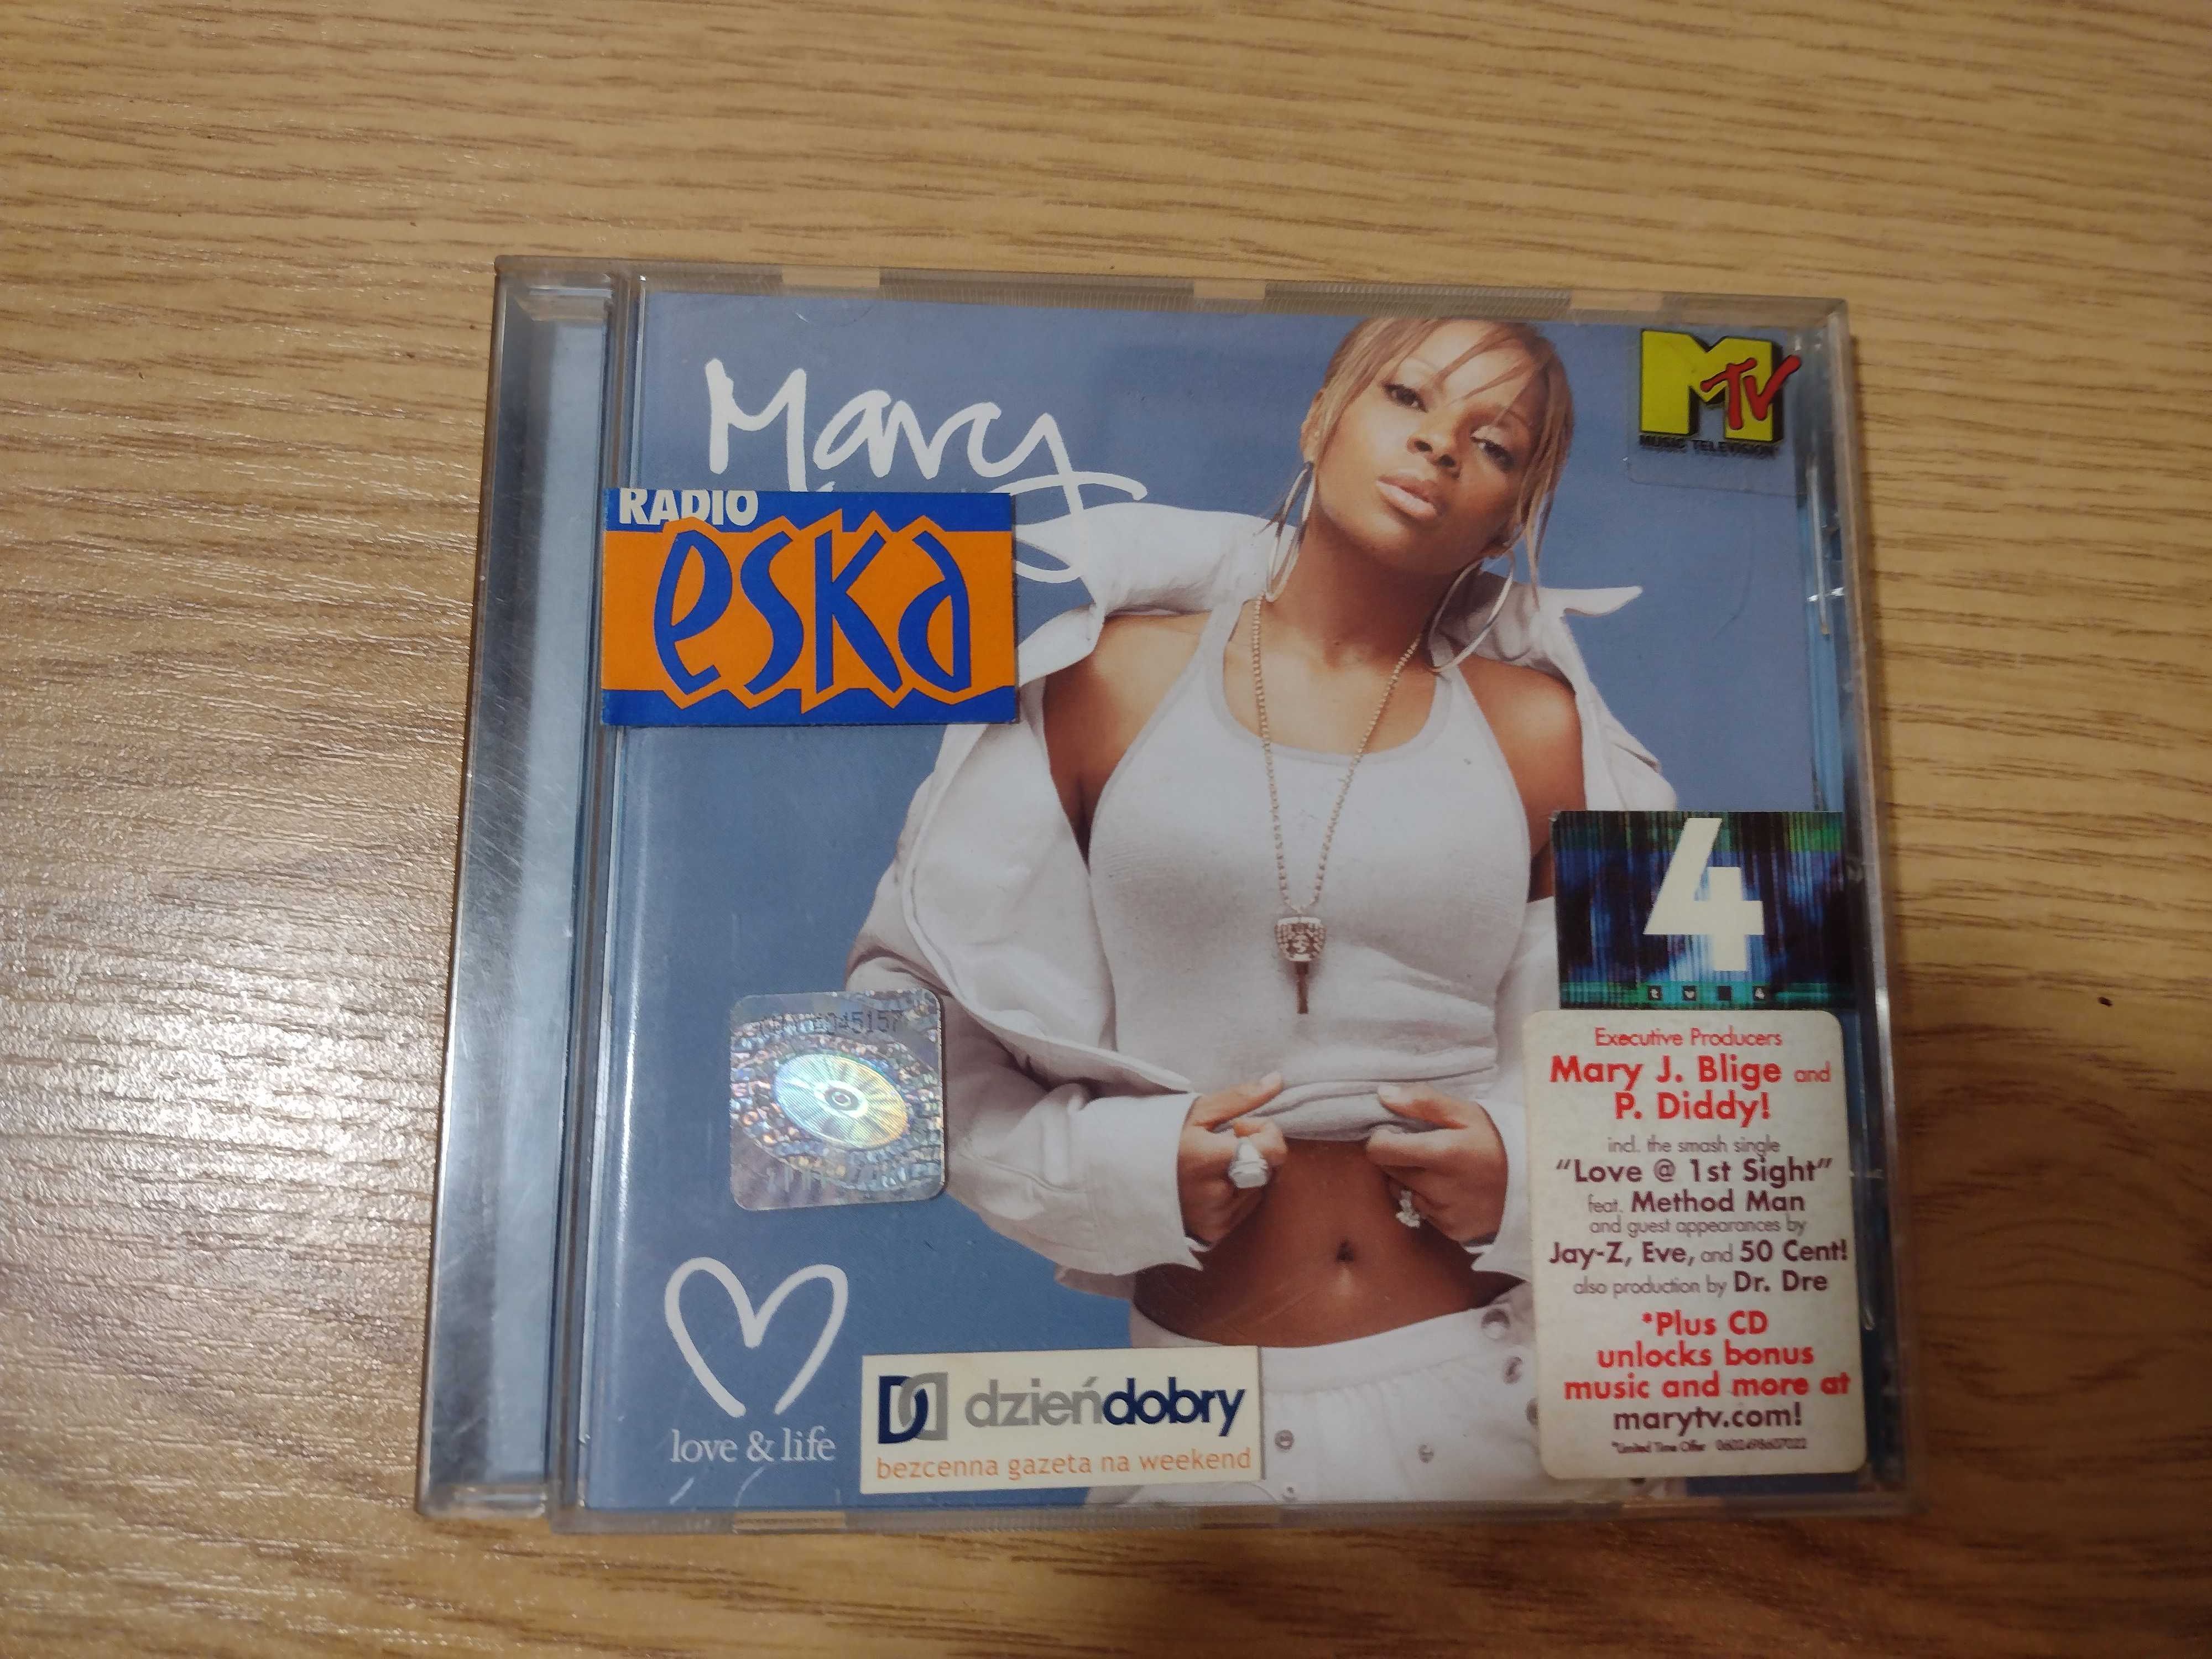 Mary
MTV
MUSIC TELEVISION
RADIO
eska
4
tv 4
Executive Producers
Mary J. Blige and
P. Diddy!
incl. the smash single
"Love @ 1st Sight"
feat. Method Man
and guest appearances by
Jay-Z, Eve, and 50 Cent!
also production by Dr. Dre
*Plus CD
unlocks bonus
music and more at
marytv.com!
*Limited Time Offer
love & life
DD dzieńdobry
bezcenna gazeta na weekend